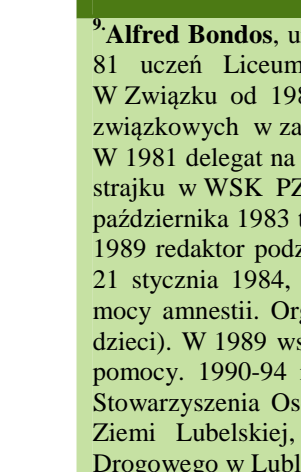 9.Alfred Bondos, u
81 uczeń Liceum
W Związku od 198
związkowych w za
W 1981 delegat na
strajku w WSK PZ
października 1983 t
1989 redaktor podz
21 stycznia 1984,
mocy amnestii. Org
dzieci). W 1989 ws
pomocy. 1990-94
Stowarzyszenia Os
Ziemi Lubelskiej,
Drogowego w Lubl